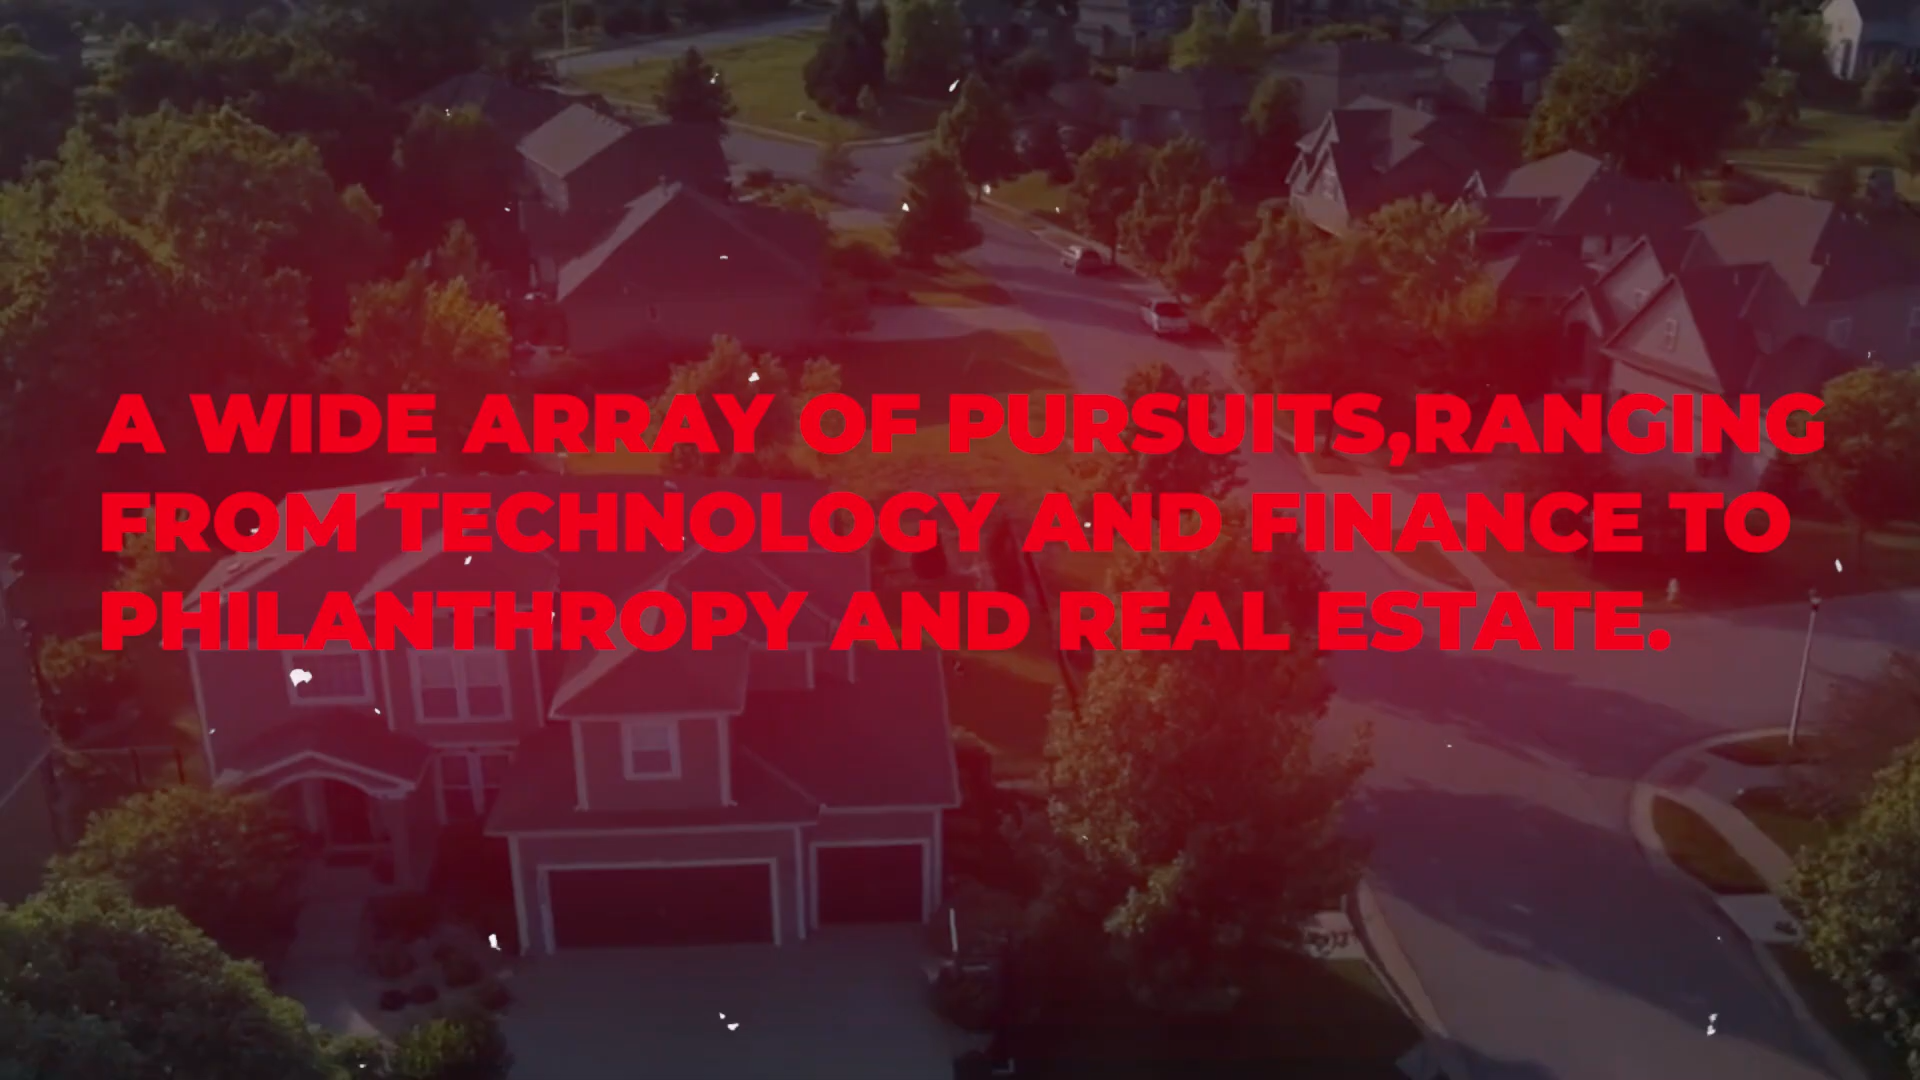 A WIDE ARRAY OF PURSUITS,RANGING
FROM TECHNOLOGY AND FINANCE TO
PHILANTHROPY AND REAL ESTATE.